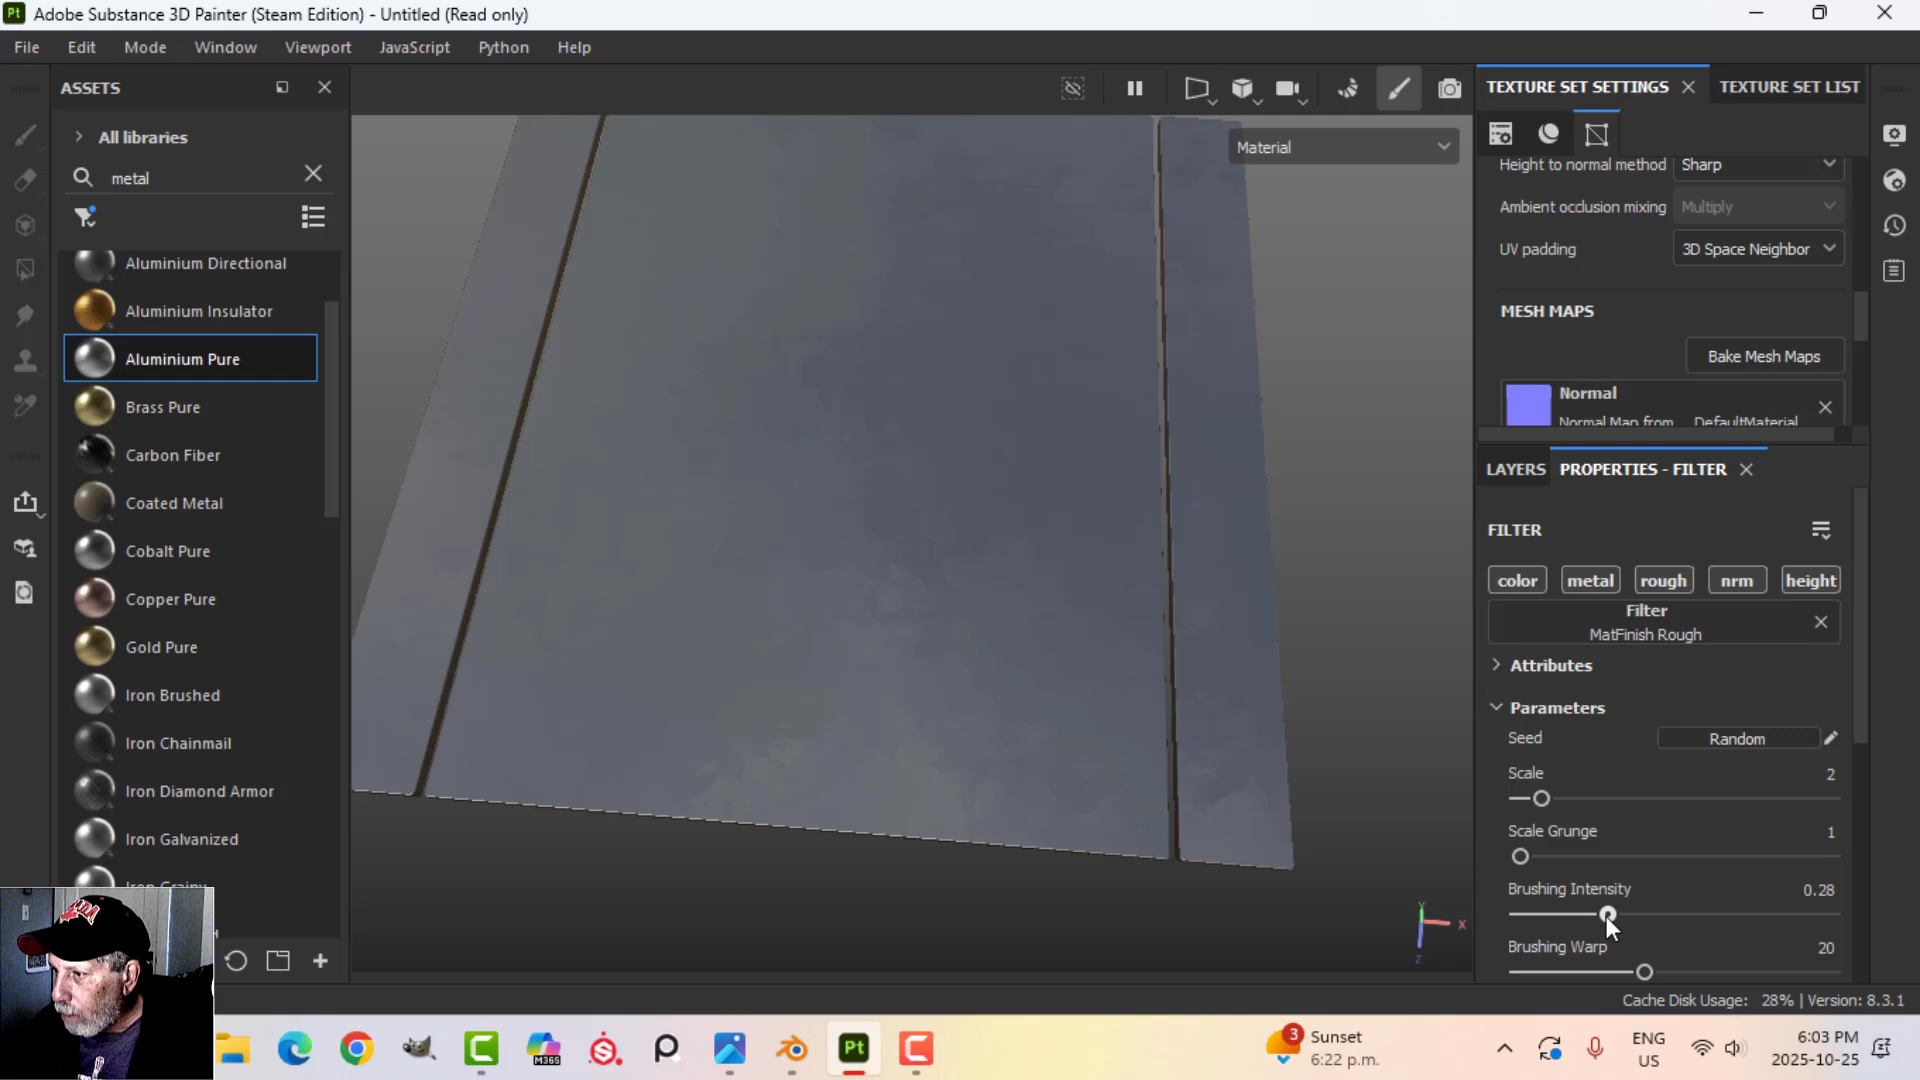 Pt Adobe Substance 3D Painter (Steam Edition) - Untitled (Read only)
File Edit Mode Window Viewport JavaScript Python Help
ASSETS
All libraries
metal
Aluminium Directional
Aluminium Insulator
Aluminium Pure
Brass Pure
Carbon Fiber
Coated Metal
Cobalt Pure
Copper Pure
Gold Pure
Iron Brushed
Iron Chainmail
Iron Diamond Armor
Iron Galvanized
Iron Grainy
Material
Y
X
Z
TEXTURE SET SETTINGS TEXTURE SET LIST
Height to normal method Sharp
Ambient occlusion mixing Multiply
UV padding 3D Space Neighbor
MESH MAPS
Bake Mesh Maps
Normal
Normal Map from DefaultMaterial
LAYERS PROPERTIES - FILTER
FILTER
color metal rough nrm height
Filter
MatFinish Rough
Attributes
Parameters
Seed Random
Scale 2
Scale Grunge 1
Brushing Intensity 0.28
Brushing Warp 20
Cache Disk Usage: 28% | Version: 8.3.1
M365
Pt
3
Sunset
6:22 p.m.
ENG
US
6:03 PM
2025-10-25